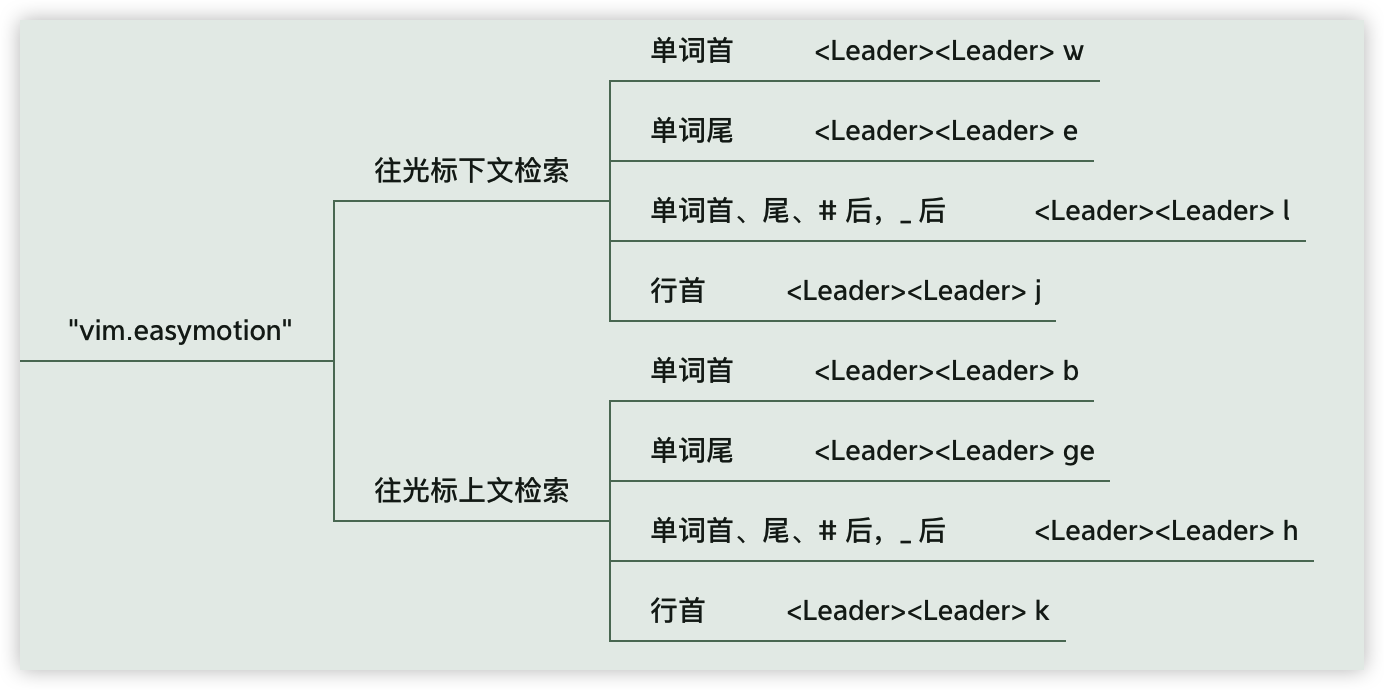 "vim.easymotion"
往光标下文检索
单词首 <Leader><Leader> w
单词尾 <Leader><Leader> e
单词首、尾、# 后，_ 后 <Leader><Leader> l
行首 <Leader><Leader> j
往光标上文检索
单词首 <Leader><Leader> b
单词尾 <Leader><Leader> ge
单词首、尾、# 后，_ 后 <Leader><Leader> h
行首 <Leader><Leader> k